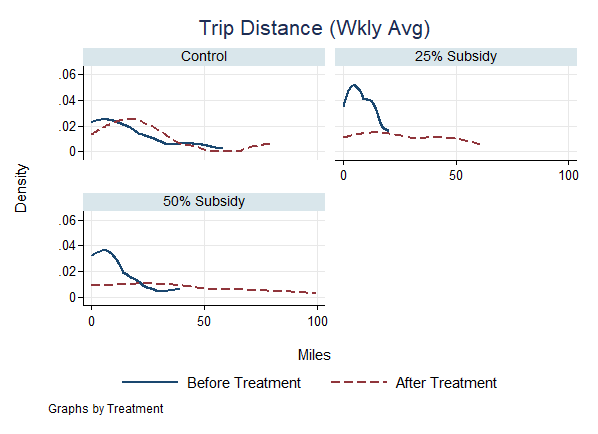 Trip Distance (Wkly Avg)
Control
25% Subsidy
.06
.04
.02
0
0
50
100
50% Subsidy
.06
.04
.02
0
0
50
100
Density
Miles
Before Treatment
After Treatment
Graphs by Treatment